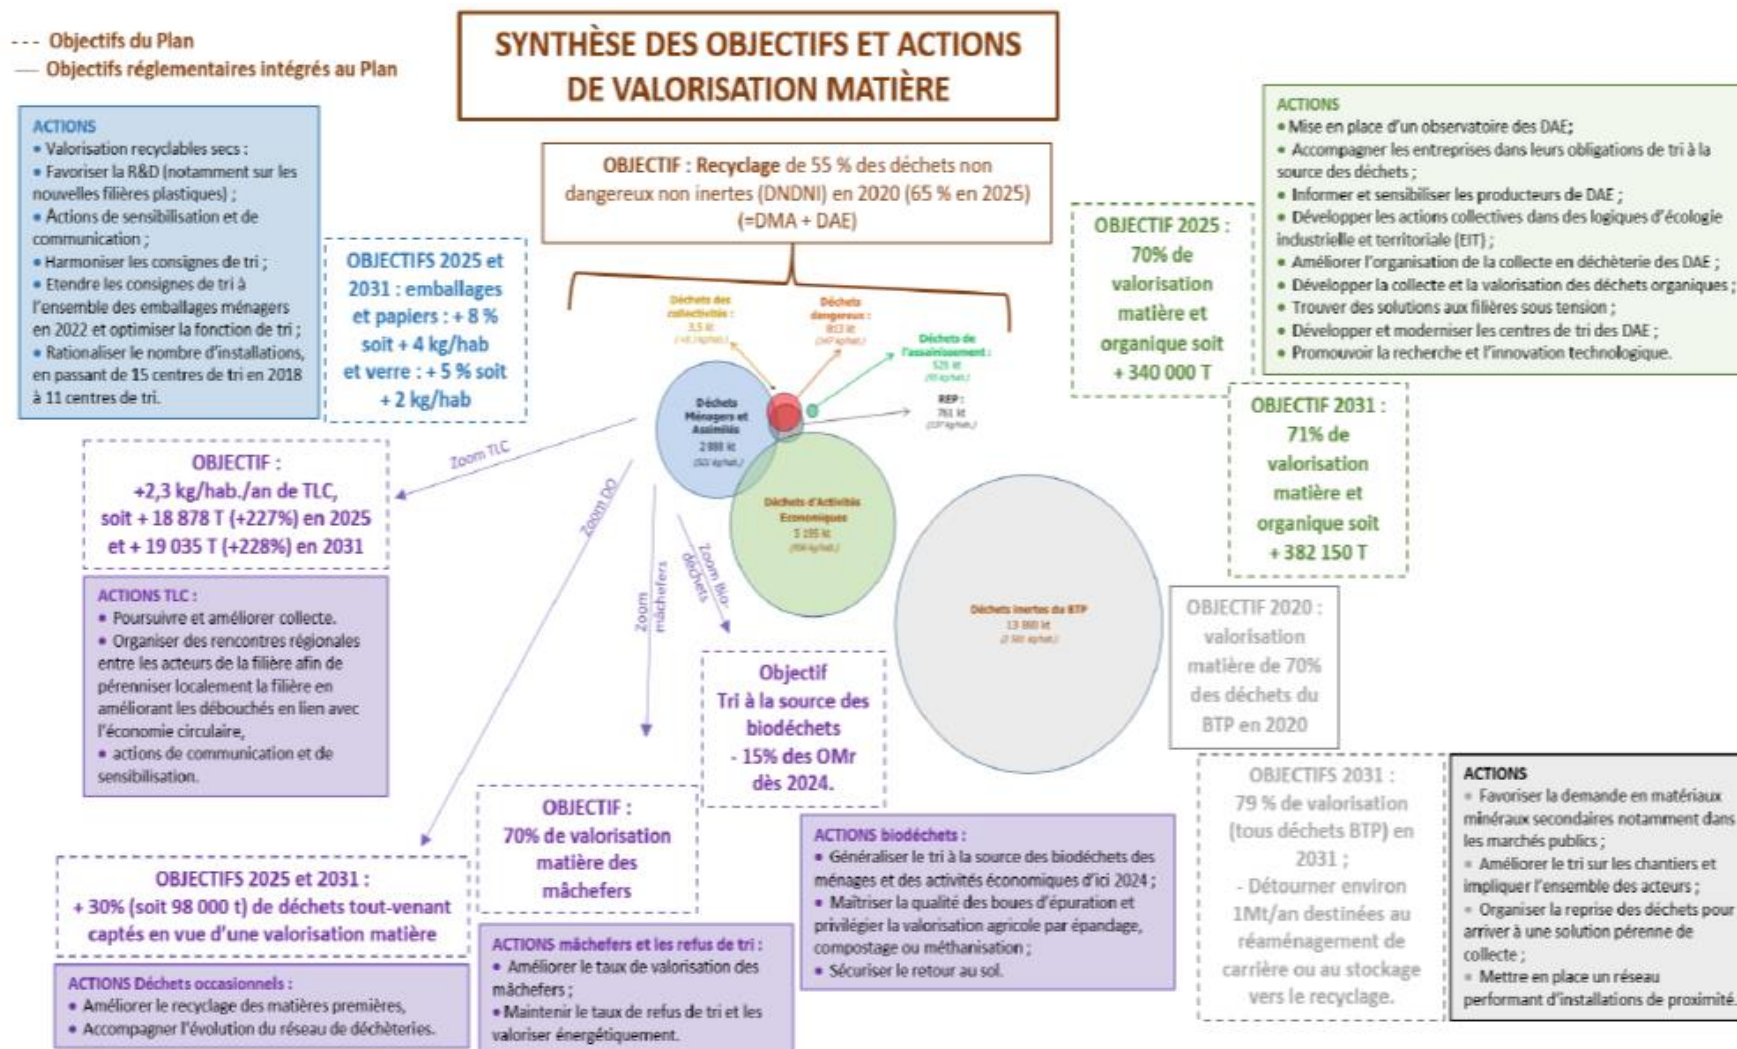 --- Objectifs du Plan
— Objectifs réglementaires intégrés au Plan
SYNTHÈSE DES OBJECTIFS ET ACTIONS
DE VALORISATION MATIÈRE
ACTIONS
• Valorisation recyclables secs :
• Favoriser la R&D (notamment sur les
nouvelles filières plastiques) ;
• Actions de sensibilisation et de
communication ;
• Harmoniser les consignes de tri ;
• Etendre les consignes de tri à
l'ensemble des emballages ménagers
en 2022 et optimiser la fonction de tri ;
• Rationaliser le nombre d'installations,
en passant de 15 centres de tri en 2018
à 11 centres de tri.
OBJECTIFS 2025 et
2031 : emballages
et papiers : + 8 %
soit + 4 kg/hab
et verre : + 5 % soit
+ 2 kg/hab
OBJECTIF : Recyclage de 55 % des déchets non
dangereux non inertes (DNDNI) en 2020 (65 % en 2025)
(=DMA + DAE)
Déchets des
collectivités :
3,5 kt
Déchets
dangereux :
813 kt
Déchets de
l'assainissement :
525 kt
REP :
761 kt
Déchets
Ménagers et
Assimilés
Déchets d'Activités
Economiques
5 195 kt
Déchets inertes du BTP
OBJECTIF 2025 :
70% de
valorisation
matière et
organique soit
+ 340 000 T
ACTIONS
• Mise en place d'un observatoire des DAE;
• Accompagner les entreprises dans leurs obligations de tri à la
source des déchets ;
• Informer et sensibiliser les producteurs de DAE ;
• Développer les actions collectives dans des logiques d'écologie
industrielle et territoriale (EIT) ;
• Améliorer l'organisation de la collecte en déchèterie des DAE ;
• Développer la collecte et la valorisation des déchets organiques ;
• Trouver des solutions aux filières sous tension ;
• Développer et moderniser les centres de tri des DAE ;
• Promouvoir la recherche et l'innovation technologique.
OBJECTIF 2031 :
71% de
valorisation
matière et
organique soit
+ 382 150 T
Zoom TLC
Zoom DO
Zoom
mâchefers
Zoom Bio-
déchets
OBJECTIF :
+2,3 kg/hab./an de TLC,
soit + 18 878 T (+227%) en 2025
et + 19 035 T (+228%) en 2031
ACTIONS TLC :
• Poursuivre et améliorer collecte.
• Organiser des rencontres régionales
entre les acteurs de la filière afin de
pérenniser localement la filière en
améliorant les débouchés en lien avec
l'économie circulaire,
• actions de communication et de
sensibilisation.
OBJECTIFS 2025 et 2031 :
+ 30% (soit 98 000 t) de déchets tout-venant
captés en vue d'une valorisation matière
ACTIONS Déchets occasionnels :
• Améliorer le recyclage des matières premières,
• Accompagner l'évolution du réseau de déchèteries.
OBJECTIF :
70% de valorisation
matière des
mâchefers
ACTIONS mâchefers et les refus de tri :
• Améliorer le taux de valorisation des
mâchefers ;
• Maintenir le taux de refus de tri et les
valoriser énergétiquement.
Objectif
Tri à la source des
biodéchets
- 15% des OMr
dès 2024.
ACTIONS biodéchets :
• Généraliser le tri à la source des biodéchets des
ménages et des activités économiques d'ici 2024 ;
• Maîtriser la qualité des boues d'épuration et
privilégier la valorisation agricole par épandage,
compostage ou méthanisation ;
• Sécuriser le retour au sol.
OBJECTIF 2020 :
valorisation
matière de 70%
des déchets du
BTP en 2020
OBJECTIFS 2031 :
79 % de valorisation
(tous déchets BTP) en
2031 ;
- Détourner environ
1Mt/an destinées au
réaménagement de
carrière ou au stockage
vers le recyclage.
ACTIONS
• Favoriser la demande en matériaux
minéraux secondaires notamment dans
les marchés publics ;
• Améliorer le tri sur les chantiers et
impliquer l'ensemble des acteurs ;
• Organiser la reprise des déchets pour
arriver à une solution pérenne de
collecte ;
• Mettre en place un réseau
performant d'installations de proximité.